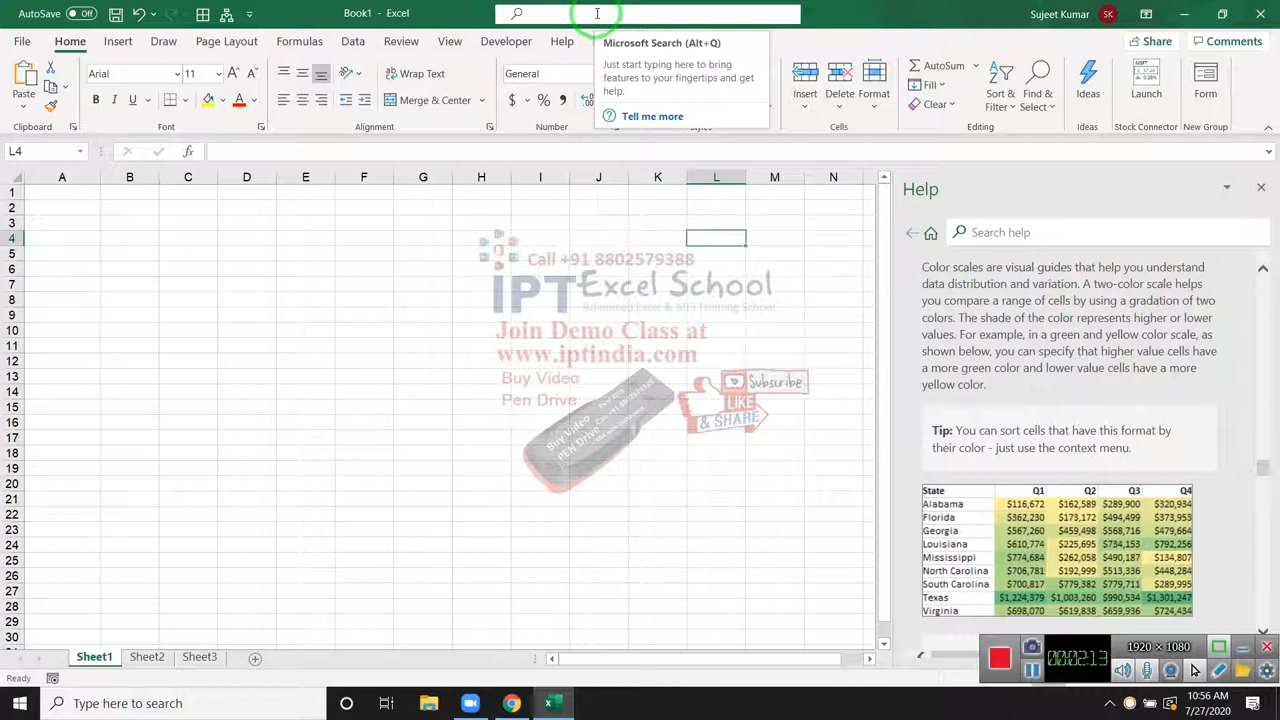 AutoSave Off
Book1 - Excel
Sujeet Kumar SK
File Home Insert Draw Page Layout Formulas Data Review View Developer Help
Share Comments
Microsoft Search (Alt+Q)
Just start typing here to bring
features to your fingertips and get
help.
Tell me more
Paste
Clipboard
Arial 11
B I U
Font
Wrap Text
Merge & Center
Alignment
General
$ % 9
Number
Styles
Insert Delete Format
Cells
AutoSum
Fill
Clear
Sort &
Filter
Find &
Select
Editing
Ideas
Ideas
Launch
Stock Connector
Form
New Group
L4
fx
A B C D E F G H I J K L M N
1
2
3
4
5
6
7
8
9
10
11
12
13
14
15
16
17
18
19
20
21
22
23
24
25
26
27
28
29
30
Call +91 8802579388
IPT Excel School
Advanced Excel & MIS Training School
Join Demo Class at
www.iptindia.com
Buy Video
Pen Drive
Buy Video
PEN Drive
Subscribe
LIKE
& SHARE
Help
Search help
Color scales are visual guides that help you understand
data distribution and variation. A two-color scale helps
you compare a range of cells by using a gradation of two
colors. The shade of the color represents higher or lower
values. For example, in a green and yellow color scale, as
shown below, you can specify that higher value cells have
a more green color and lower value cells have a more
yellow color.
Tip: You can sort cells that have this format by
their color - just use the context menu.
State Q1 Q2 Q3 Q4
Alabama $116,672 $162,589 $289,900 $320,934
Florida $362,230 $173,172 $494,499 $373,953
Georgia $567,260 $459,498 $568,716 $479,664
Louisiana $610,774 $225,695 $734,153 $792,256
Mississippi $774,684 $262,058 $490,187 $134,807
North Carolina $706,781 $192,999 $513,336 $448,284
South Carolina $700,817 $779,382 $779,711 $289,995
Texas $1,224,379 $1,003,260 $990,534 $1,301,247
Virginia $698,070 $619,838 $659,936 $724,434
00:02:13
1920 × 1080
Sheet1 Sheet2 Sheet3
Ready
Type here to search
10:56 AM
7/27/2020